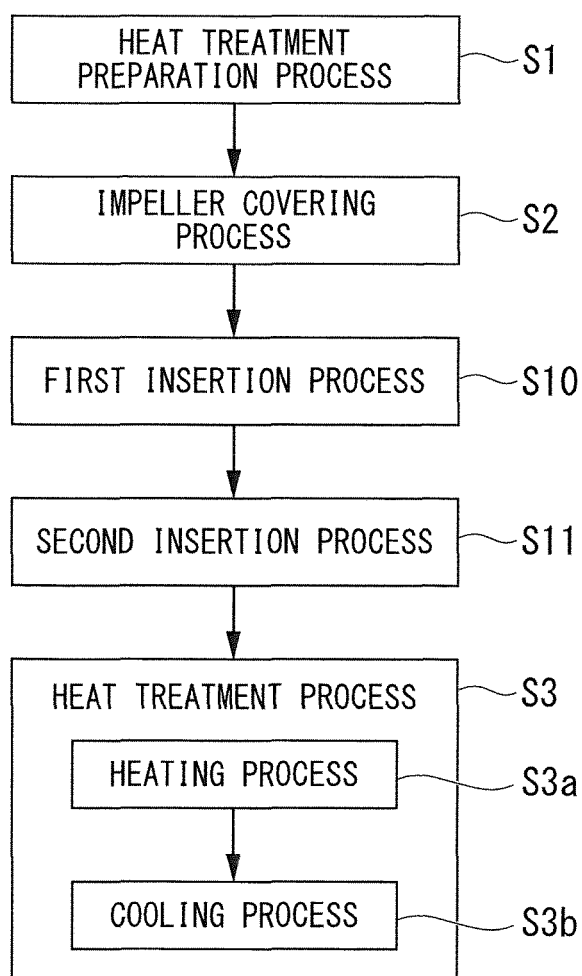 HEAT TREATMENT
PREPARATION PROCESS
S1
IMPELLER COVERING
PROCESS
S2
FIRST INSERTION PROCESS
S10
SECOND INSERTION PROCESS
S11
HEAT TREATMENT PROCESS
S3
HEATING PROCESS
S3a
COOLING PROCESS
S3b